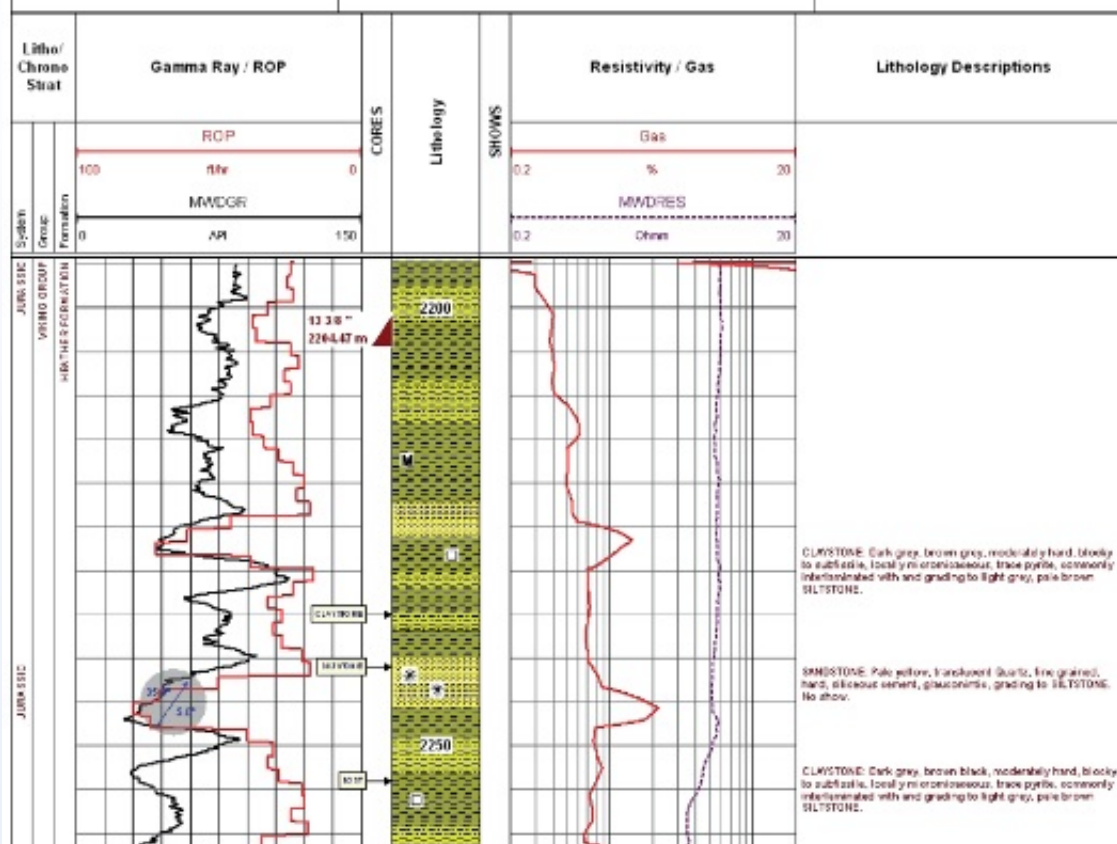 Litho/
Chrono
Strat
Gamma Ray / ROP
CORES
Lithology
SHOWS
Resistivity / Gas
Lithology Descriptions
System
Group
Formation
ROP
100 ft/hr 0
MWDGR
0 API 150
Gas
0.2 % 20
MWDRES
0.2 Ohmm 20
JURASSIC
VIKING GROUP
HEATHER FORMATION
2200
13 3/8 "
2204.47 m
CLAYSTONE: Dark grey, brown grey, moderately hard, blocky
to subfissile, locally micromicaceous, trace pyrite, commonly
interlaminated with and grading to light grey, pale brown
SILTSTONE.
CLAYSTONE
JURASSIC
SANDSTONE: Pale yellow, translucent Quartz, fine grained,
hard, siliceous cement, glauconitic, grading to SILTSTONE.
No show.
2250
CLAYSTONE: Dark grey, brown black, moderately hard, blocky
to subfissile, locally micromicaceous, trace pyrite, commonly
interlaminated with and grading to light grey, pale brown
SILTSTONE.